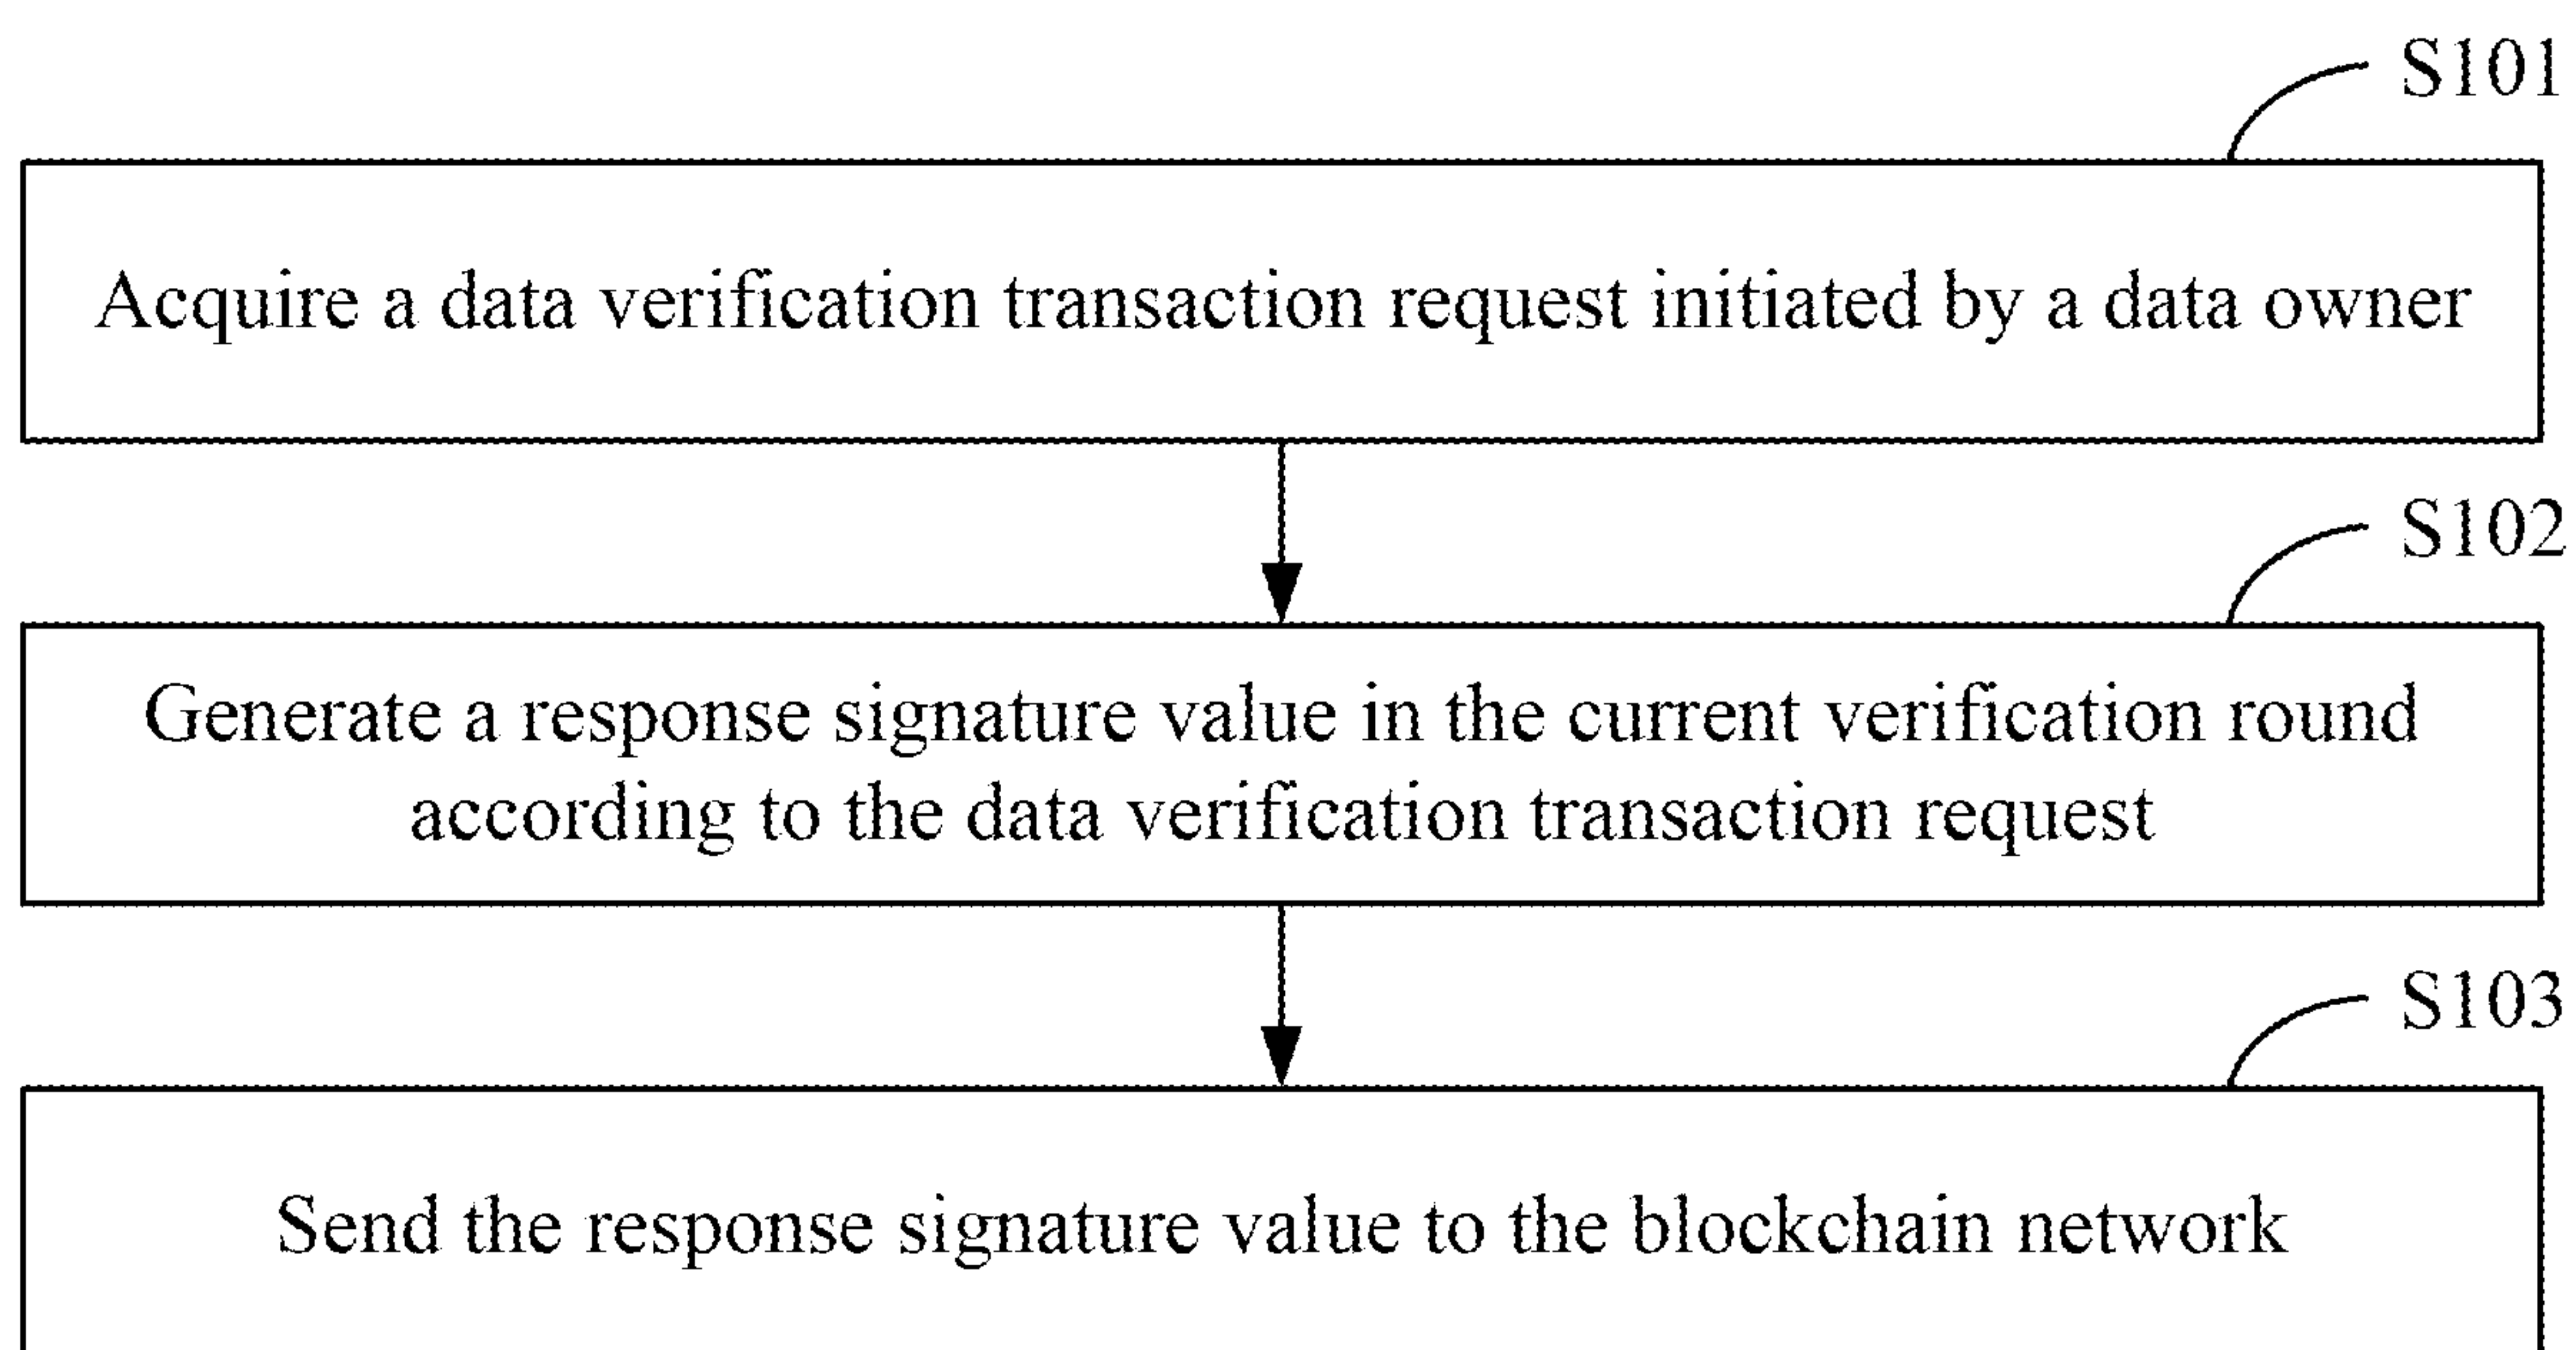 S101
Acquire a data verification transaction request initiated by a data owner
S102
Generate a response signature value in the current verification round
according to the data verification transaction request
S103
Send the response signature value to the blockchain network